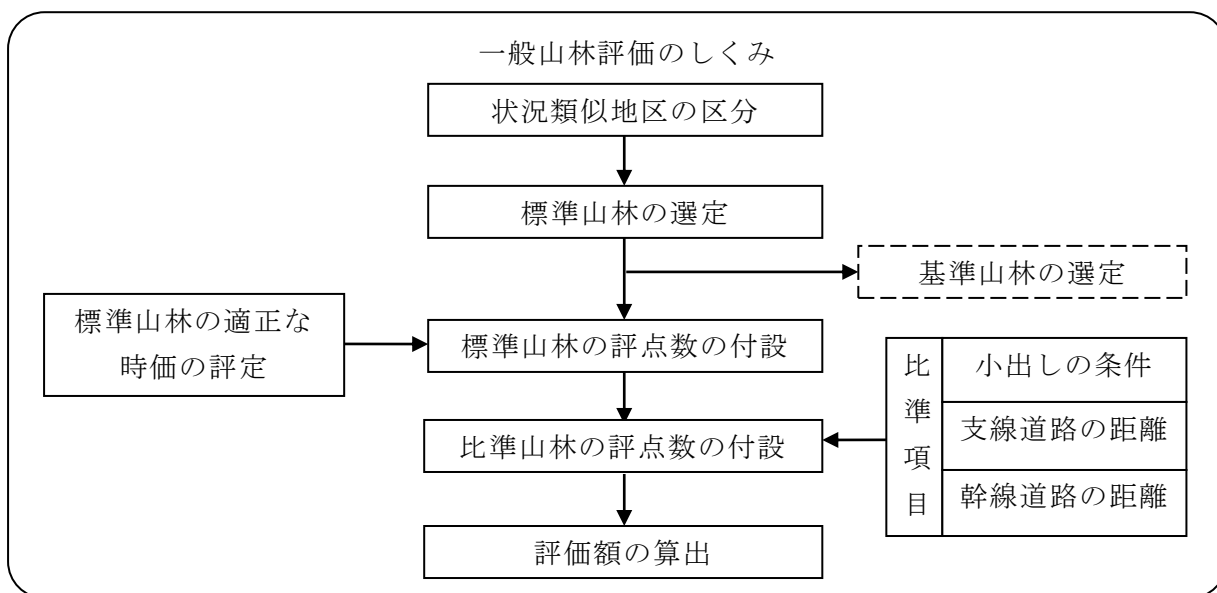 一般山林評価のしくみ
状況類似地区の区分
標準山林の選定
基準山林の選定
標準山林の適正な
時価の評定
標準山林の評点数の付設
比準山林の評点数の付設
比準項目
小出しの条件
支線道路の距離
幹線道路の距離
評価額の算出